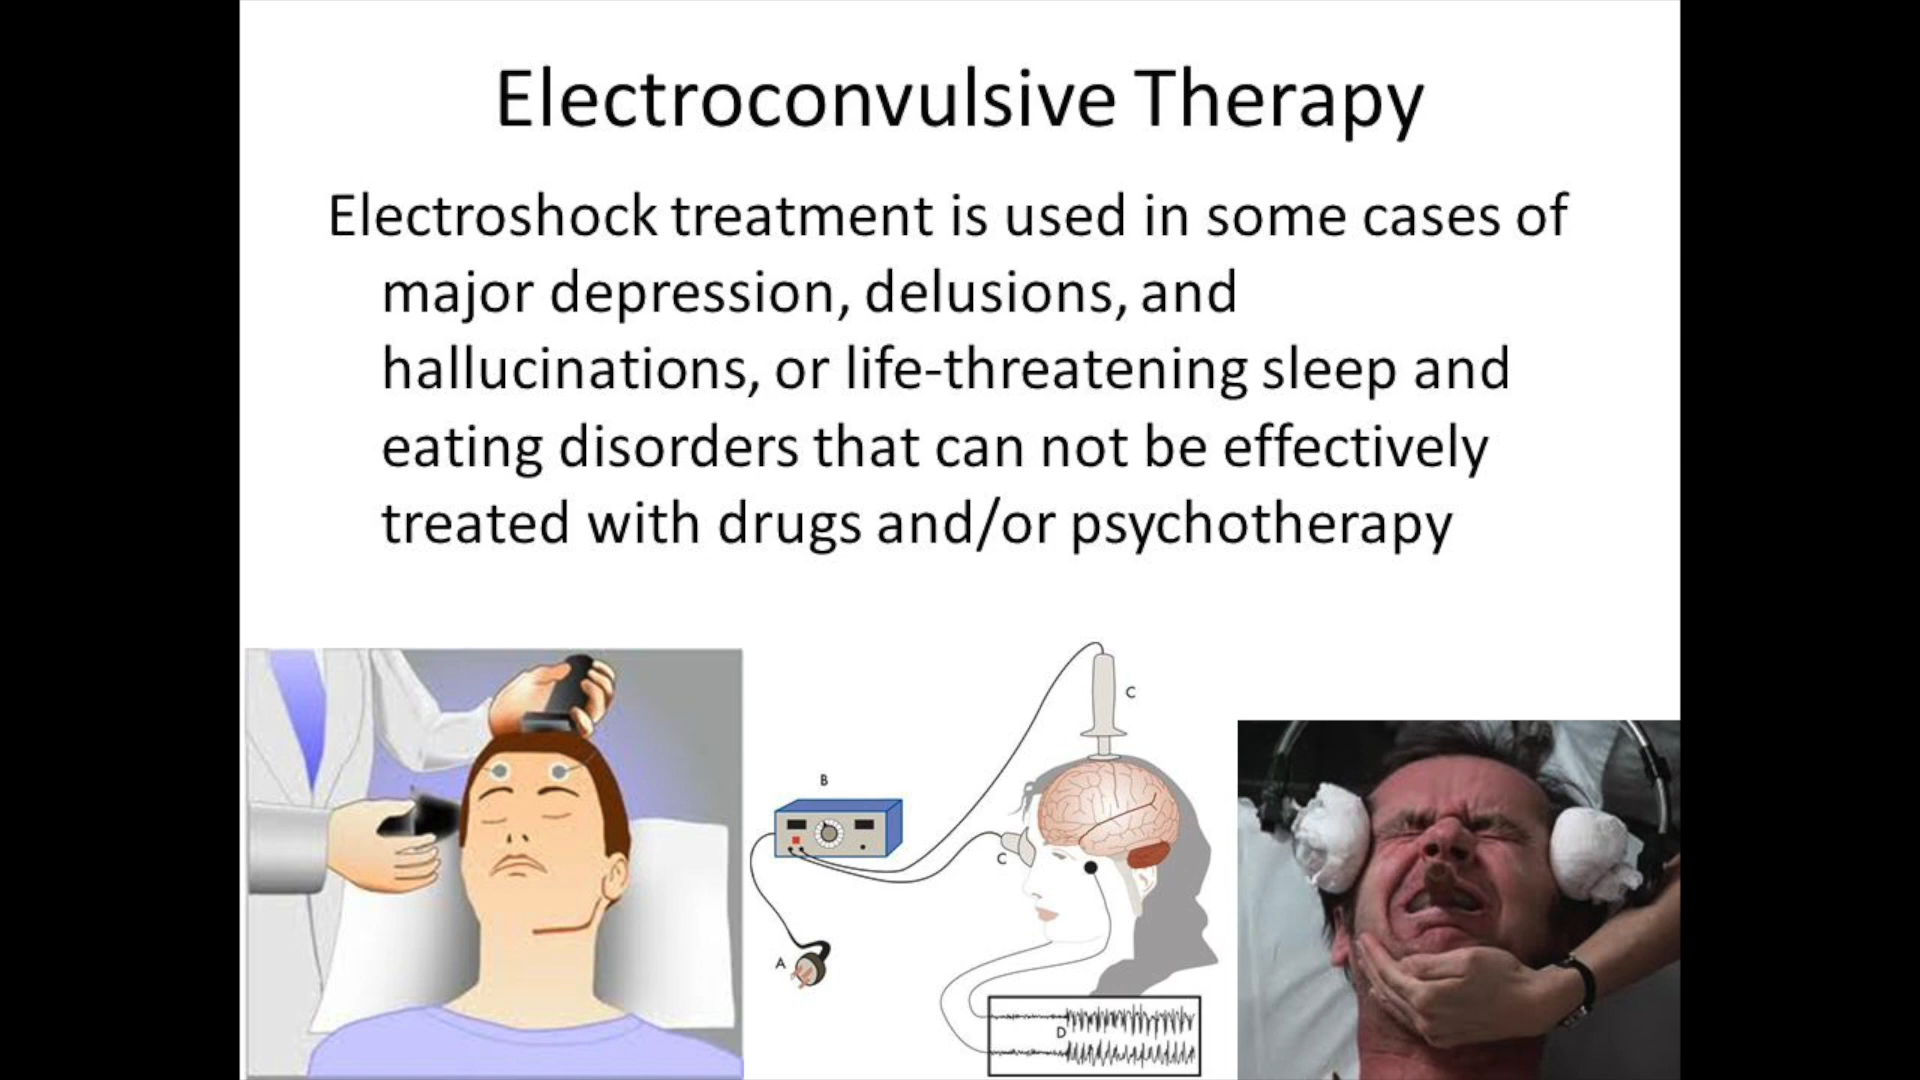 Electroconvulsive Therapy
Electroshock treatment is used in some cases of
major depression, delusions, and
hallucinations, or life-threatening sleep and
eating disorders that can not be effectively
treated with drugs and/or psychotherapy
C
B
C
A
D